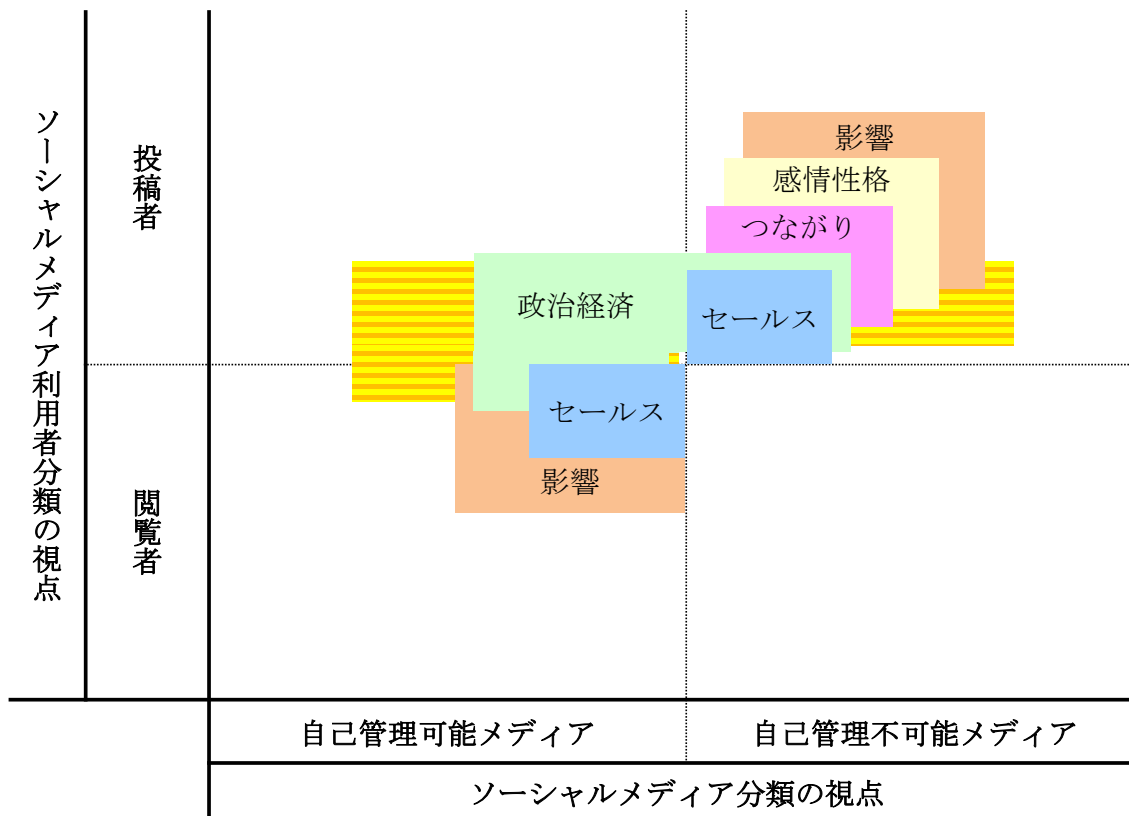 ソーシャルメディア利用者分類の視点
投稿者
閲覧者
影響
感情性格
つながり
政治経済
セールス
セールス
影響
自己管理可能メディア
自己管理不可能メディア
ソーシャルメディア分類の視点